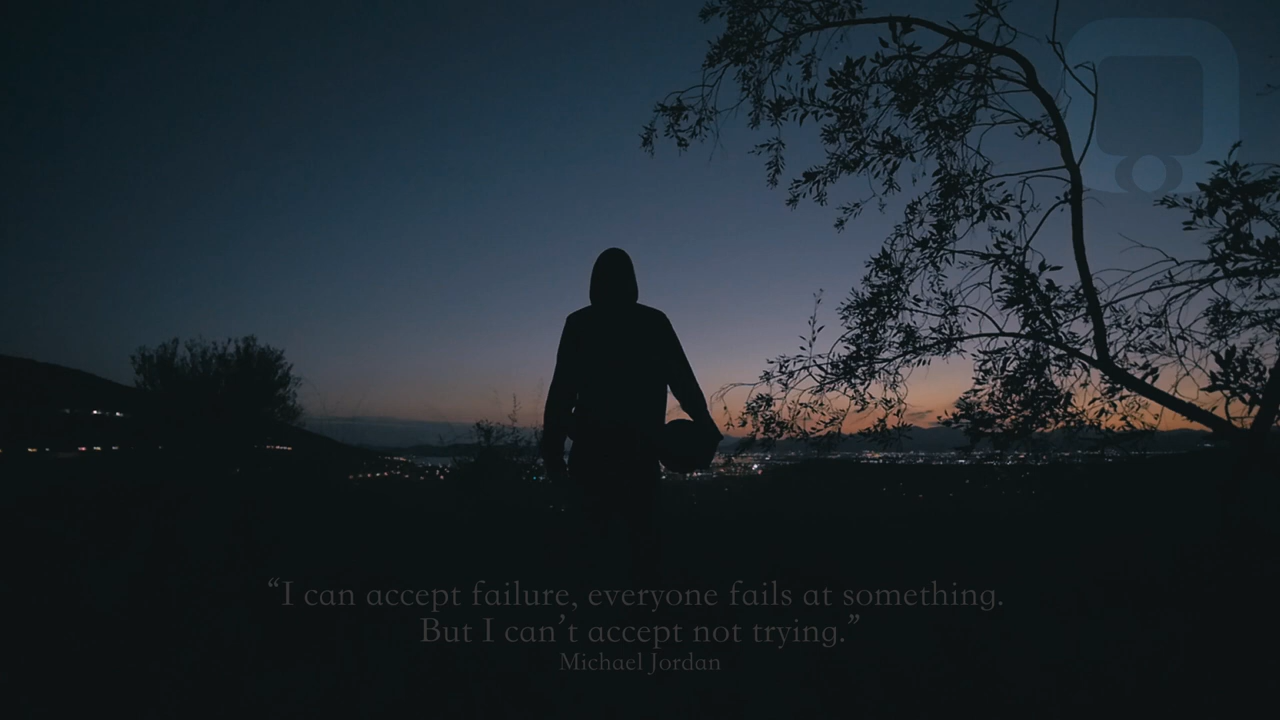 “I can accept failure, everyone fails at something.
But I can’t accept not trying.”
Michael Jordan